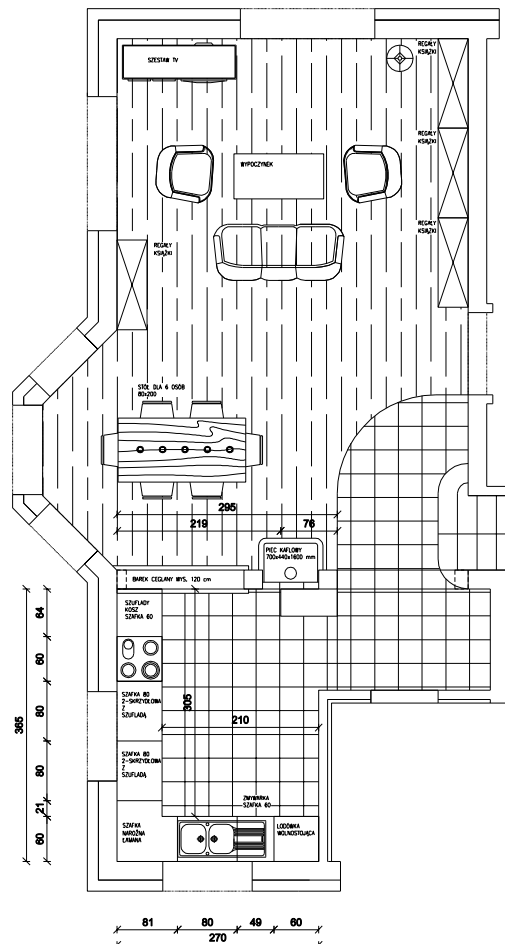 SZESTAW TV
REGAŁY
KSIĄŻKI
REGAŁY
KSIĄŻKI
WYPOCZYNEK
REGAŁY
KSIĄŻKI
REGAŁY
KSIĄŻKI
STÓŁ DLA 6 OSÓB
80x200
295
219
76
PIEC KAFLOWY
700x440x1600 mm
BAREK CEGLANY WYS. 120 cm
SZUFLADY
KOSZ
SZAFKA 60
64
60
80
80
21
60
365
305
210
SZAFKA 80
2-SKRZYDŁOWA
Z
SZUFLADĄ
SZAFKA 80
2-SKRZYDŁOWA
Z
SZUFLADĄ
ZMYWARKA
SZAFKA 60
SZAFKA
NAROŻNA
ŁAMANA
LODÓWKA
WOLNOSTOJĄCA
81
80
49
60
270